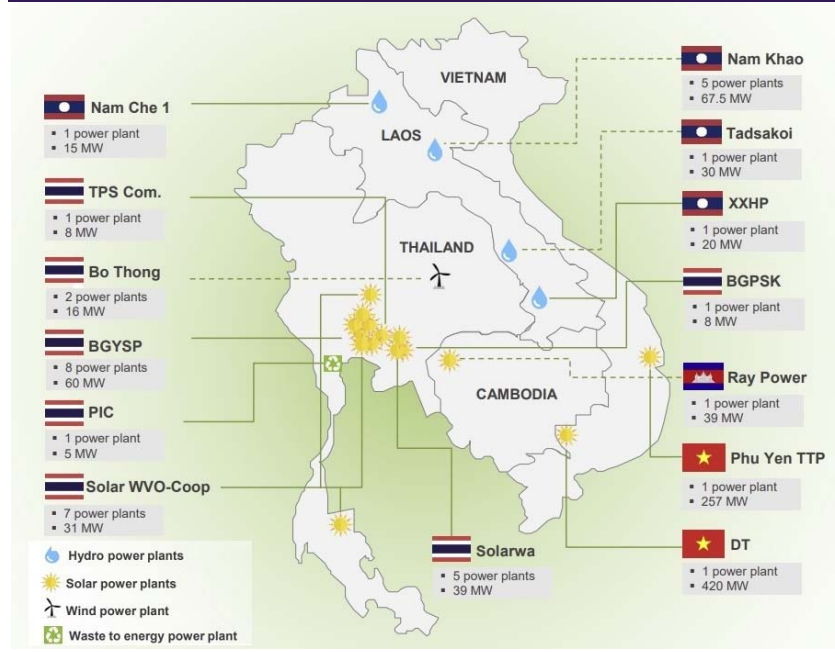 Nam Che 1
▪ 1 power plant
▪ 15 MW
TPS Com.
▪ 1 power plant
▪ 8 MW
Bo Thong
▪ 2 power plants
▪ 16 MW
BGYSP
▪ 8 power plants
▪ 60 MW
PIC
▪ 1 power plant
▪ 5 MW
Solar WVO-Coop
▪ 7 power plants
▪ 31 MW
Hydro power plants
Solar power plants
Wind power plant
Waste to energy power plant
VIETNAM
LAOS
THAILAND
CAMBODIA
Solarwa
▪ 5 power plants
▪ 39 MW
Nam Khao
▪ 5 power plants
▪ 67.5 MW
Tadsakoi
▪ 1 power plant
▪ 30 MW
XXHP
▪ 1 power plant
▪ 20 MW
BGPSK
▪ 1 power plant
▪ 8 MW
Ray Power
▪ 1 power plant
▪ 39 MW
Phu Yen TTP
▪ 1 power plant
▪ 257 MW
DT
▪ 1 power plant
▪ 420 MW